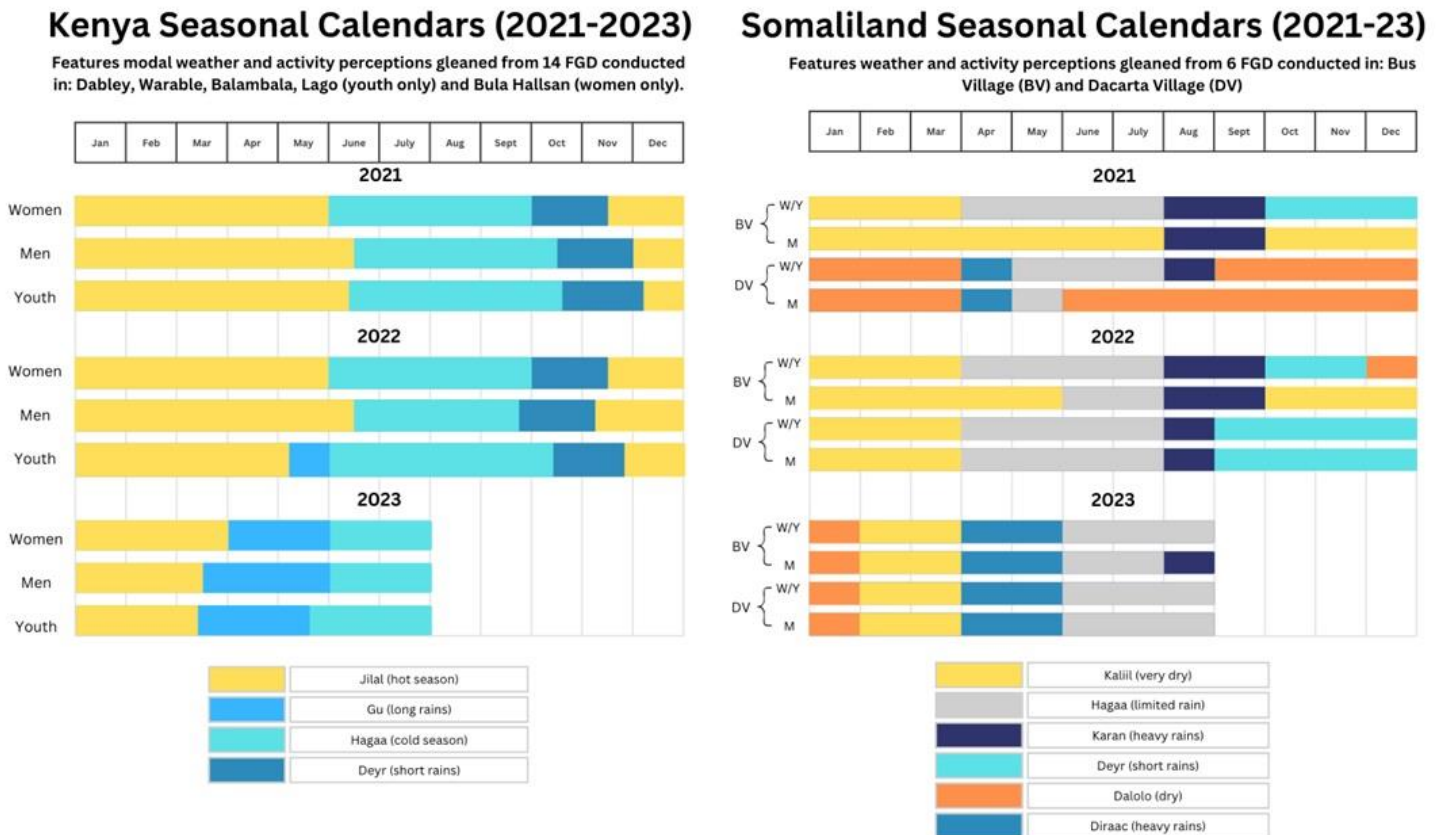 Kenya Seasonal Calendars (2021-2023)
Features modal weather and activity perceptions gleaned from 14 FGD conducted
in: Dabley, Warable, Balambala, Lago (youth only) and Bula Hallsan (women only).
Jan Feb Mar Apr May June July Aug Sept Oct Nov Dec
2021
Women
Men
Youth
2022
Women
Men
Youth
2023
Women
Men
Youth
Jilal (hot season)
Gu (long rains)
Hagaa (cold season)
Deyr (short rains)
Somaliland Seasonal Calendars (2021-23)
Features weather and activity perceptions gleaned from 6 FGD conducted in: Bus
Village (BV) and Dacarta Village (DV)
Jan Feb Mar Apr May June July Aug Sept Oct Nov Dec
2021
BV
W/Y
M
DV
W/Y
M
2022
BV
W/Y
M
DV
W/Y
M
2023
BV
W/Y
M
DV
W/Y
M
Kaliil (very dry)
Hagaa (limited rain)
Karan (heavy rains)
Deyr (short rains)
Dalolo (dry)
Diraac (heavy rains)